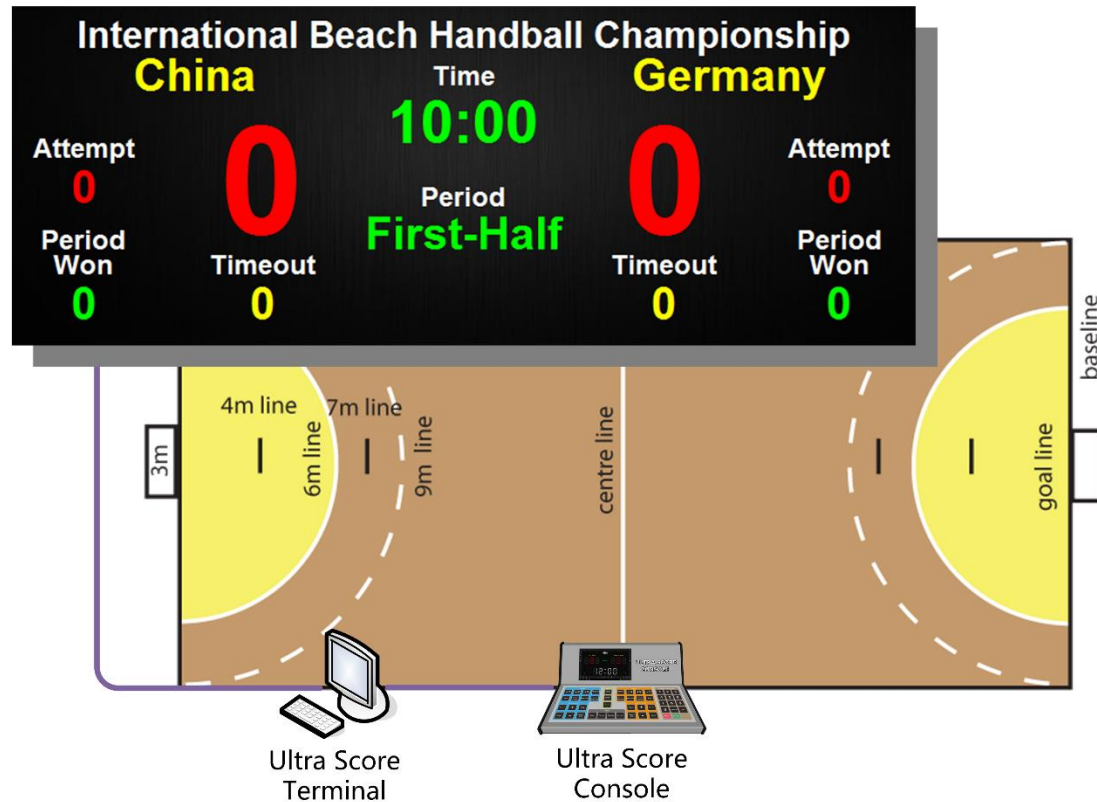 International Beach Handball Championship
China
Time
Germany
10:00
Attempt
0
0
0
Attempt
0
Period
First-Half
Period
Won
0
Timeout
0
Timeout
0
Period
Won
0
baseline
4m line
7m line
3m
6m line
9m line
centre line
goal line
12:00
Ultra Score
Terminal
Ultra Score
Console